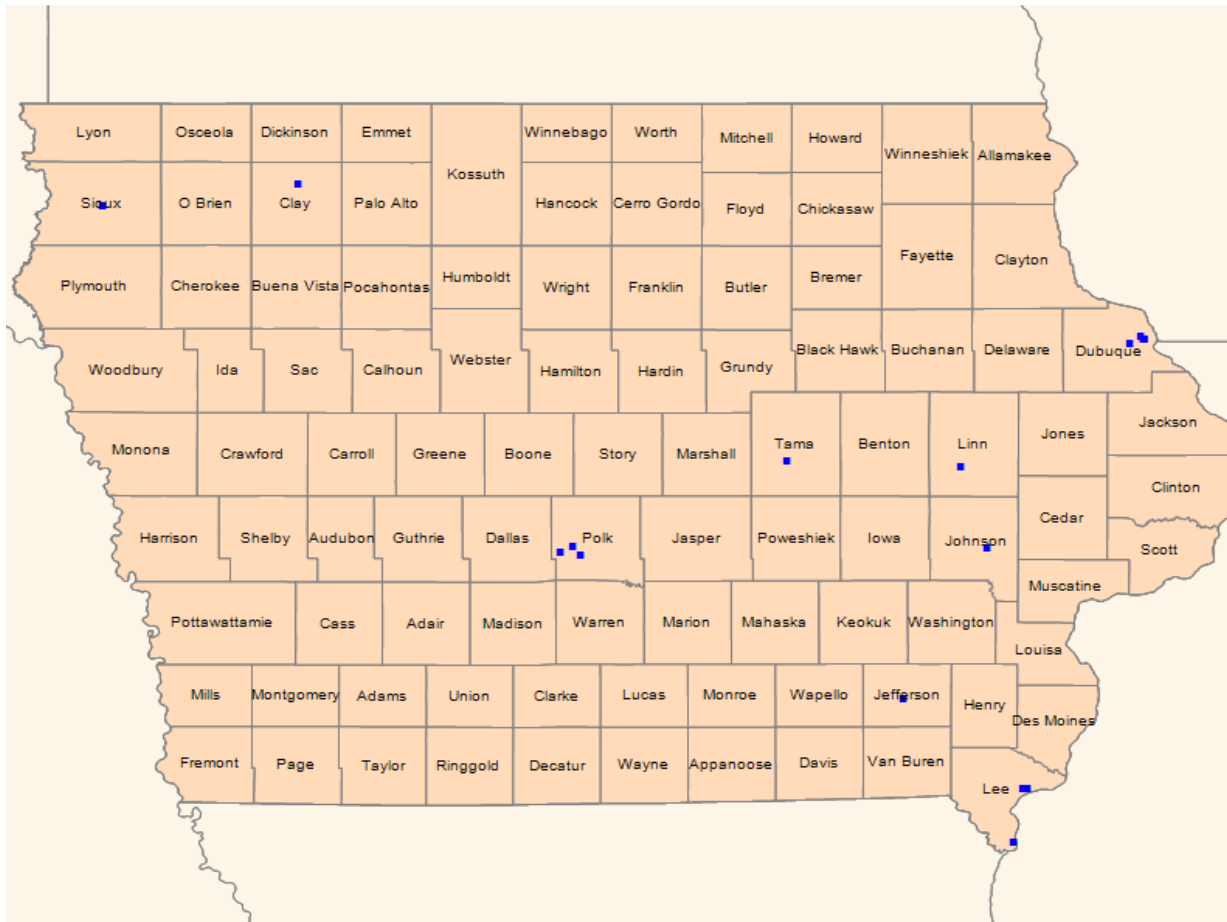 Lyon Osceola Dickinson Emmet Winnebago Worth Mitchell Howard
Winneshiek Allamakee
Kossuth
Sioux O Brien Clay Palo Alto Hancock Cerro Gordo Floyd Chickasaw
Fayette Clayton
Plymouth Cherokee Buena Vista Pocahontas Humboldt Wright Franklin Butler Bremer
Woodbury Ida Sac Calhoun Webster Hamilton Hardin Grundy Black Hawk Buchanan Delaware Dubuque
Monona Crawford Carroll Greene Boone Story Marshall Tama Benton Linn Jones Jackson
Clinton
Harrison Shelby Audubon Guthrie Dallas Polk Jasper Poweshiek Iowa Johnson Cedar Scott
Muscatine
Pottawattamie Cass Adair Madison Warren Marion Mahaska Keokuk Washington
Louisa
Mills Montgomery Adams Union Clarke Lucas Monroe Wapello Jefferson Henry
Des Moines
Fremont Page Taylor Ringgold Decatur Wayne Appanoose Davis Van Buren
Lee